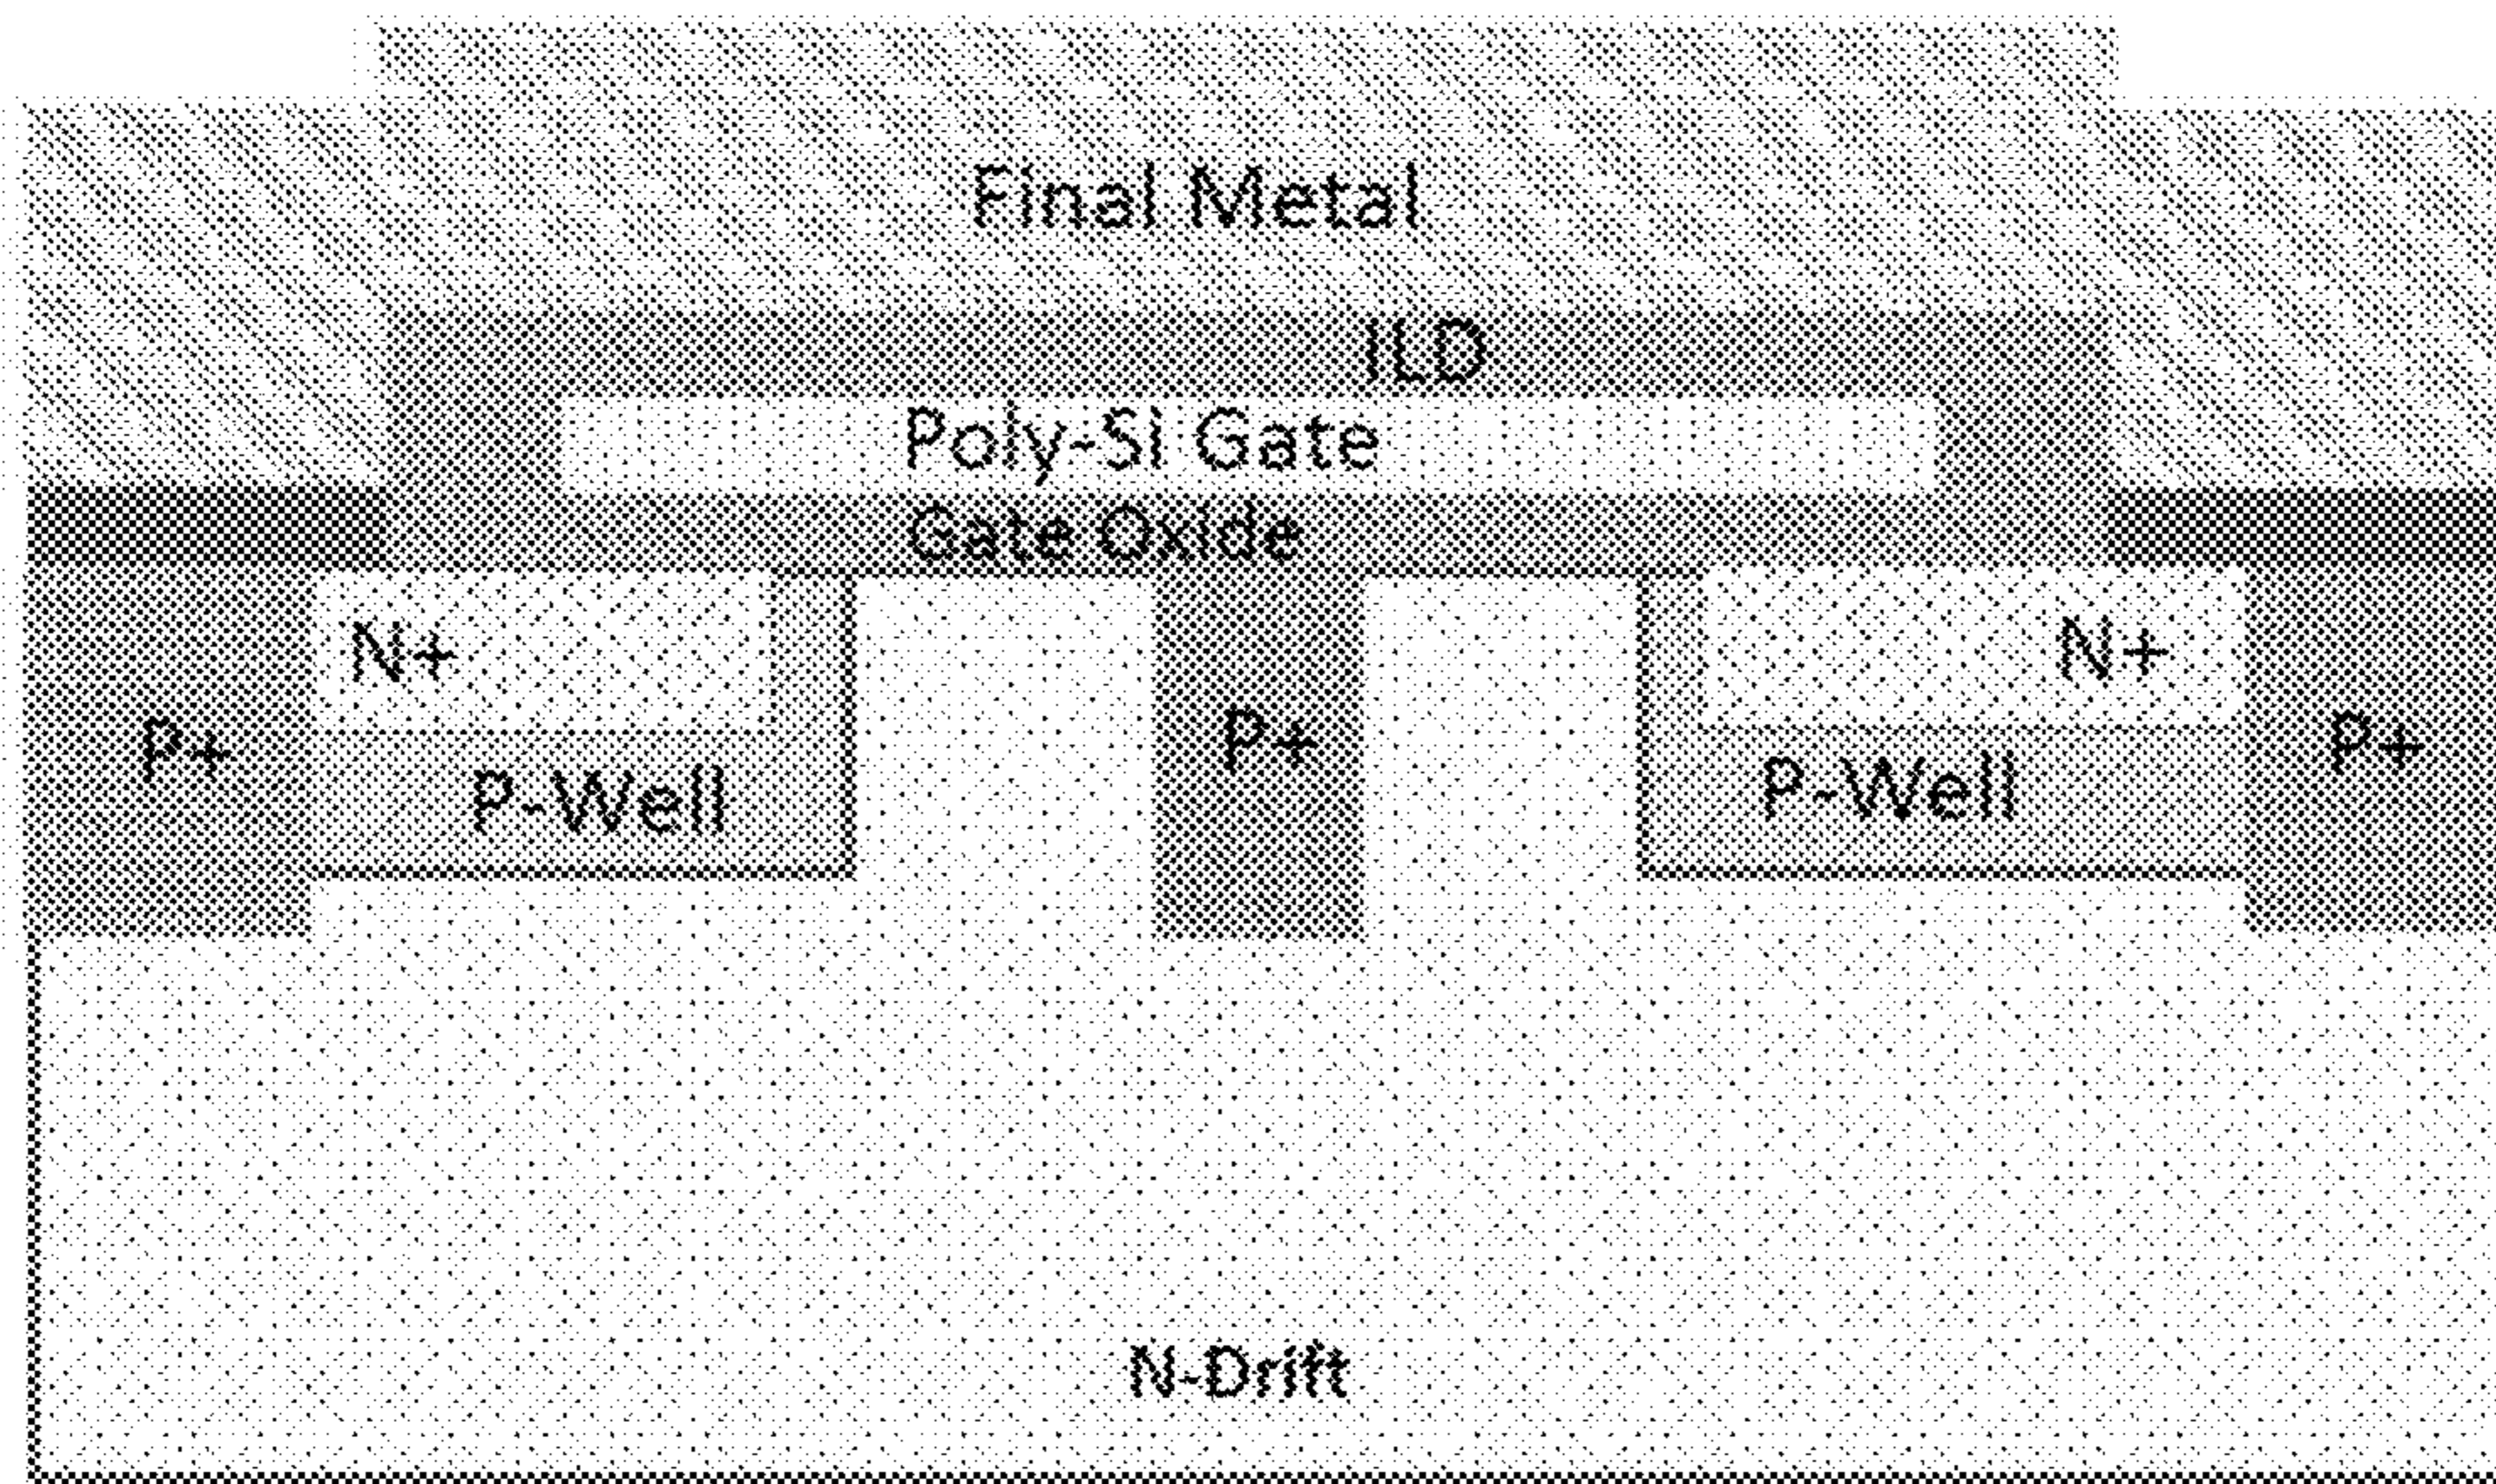 Final Metal
ILD
Poly-Si Gate
Gate Oxide
N+
N+
P+
P+
P+
P-Well
P-Well
N-Drift